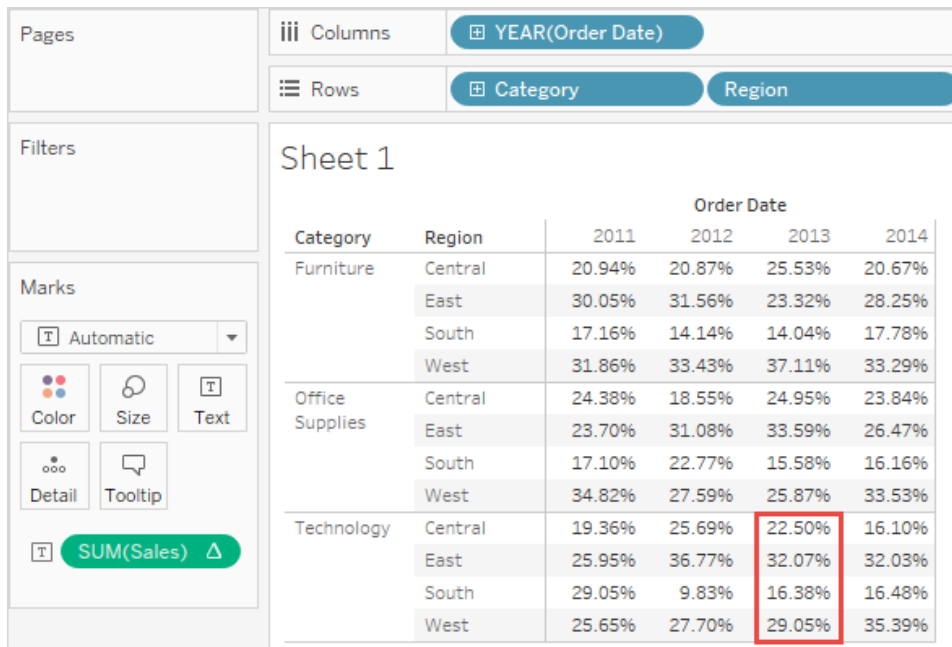 Pages
Columns YEAR(Order Date)
Rows Category Region
Filters
Sheet 1
Order Date
Category Region 2011 2012 2013 2014
Furniture Central 20.94% 20.87% 25.53% 20.67%
East 30.05% 31.56% 23.32% 28.25%
South 17.16% 14.14% 14.04% 17.78%
West 31.86% 33.43% 37.11% 33.29%
Office Supplies Central 24.38% 18.55% 24.95% 23.84%
East 23.70% 31.08% 33.59% 26.47%
South 17.10% 22.77% 15.58% 16.16%
West 34.82% 27.59% 25.87% 33.53%
Technology Central 19.36% 25.69% 22.50% 16.10%
East 25.95% 36.77% 32.07% 32.03%
South 29.05% 9.83% 16.38% 16.48%
West 25.65% 27.70% 29.05% 35.39%
Marks
T Automatic
Color Size T Text
Detail Tooltip
T SUM(Sales) Δ